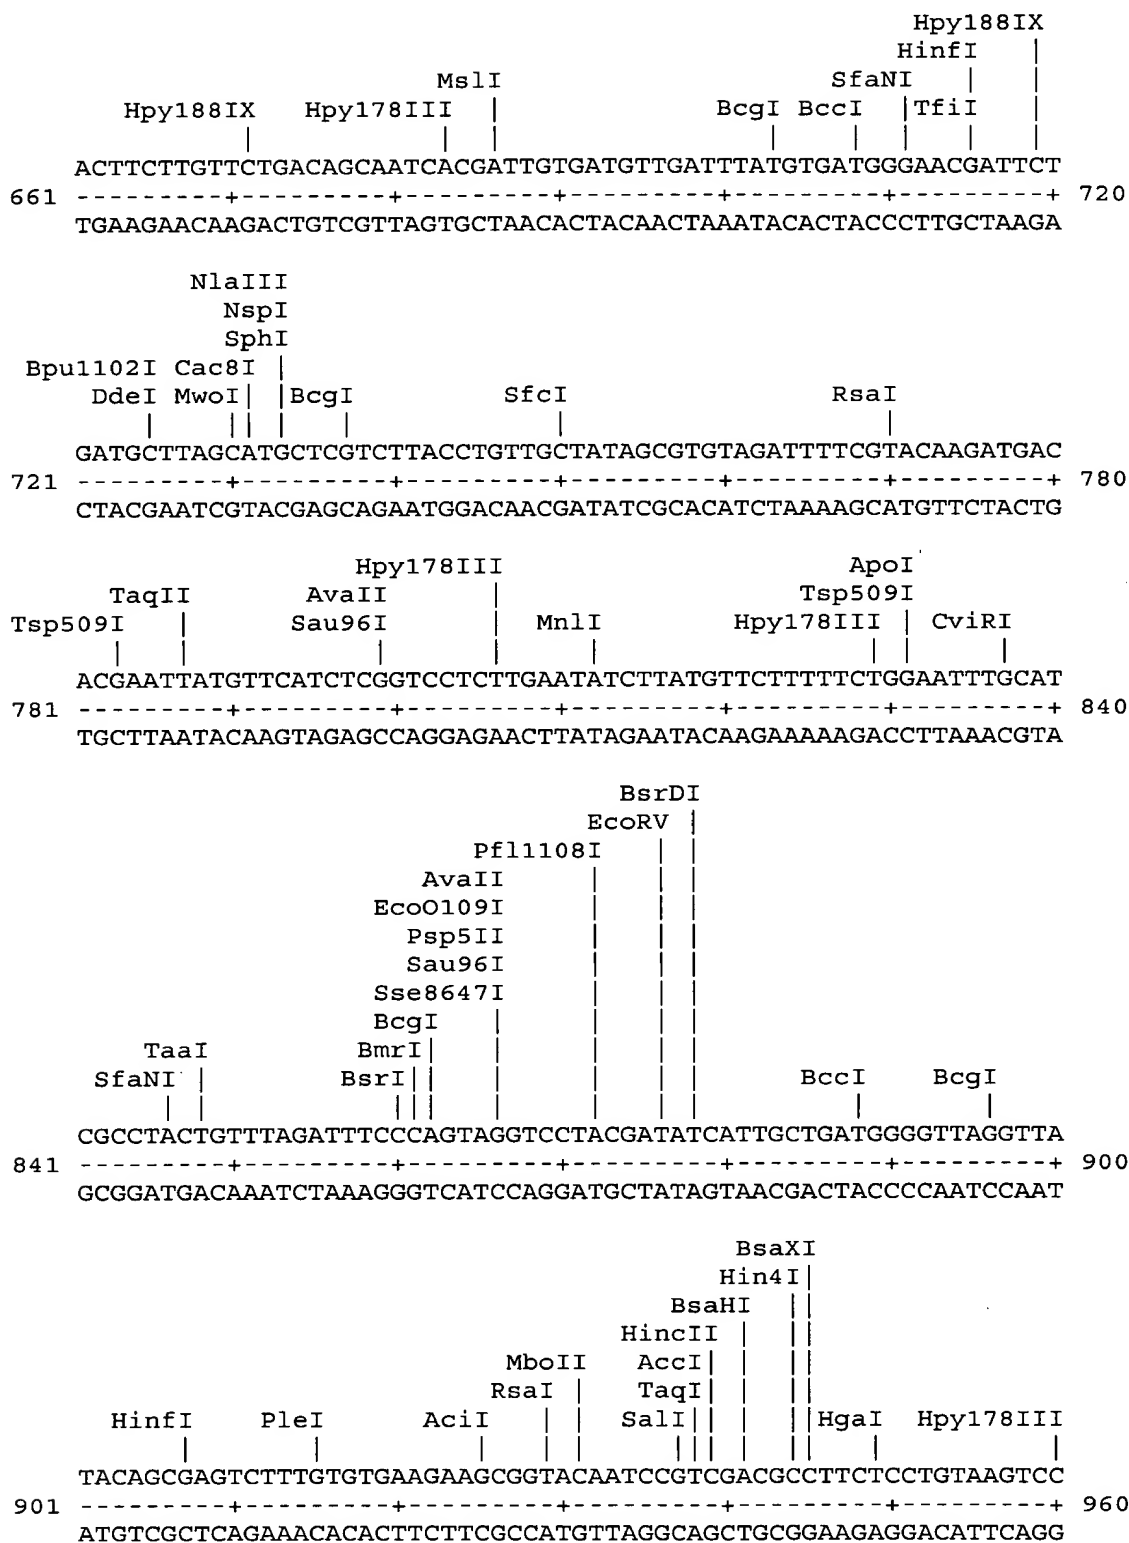 Hpy188IX
HinfI
MslI SfaNI
Hpy188IX Hpy178III BcgI BccI TfiI
ACTTCTTGTTCTGACAGCAATCACGATTGTGATGTTGATTTATGTGATGGGAACGATTCT
661 ---------+---------+---------+---------+---------+---------+ 720
TGAAGAACAAGACTGTCGTTAGTGCTAACACTACAACTAAATACACTACCCTTGCTAAGA
NlaIII
NspI
SphI
Bpu1102I Cac8I
DdeI MwoI BcgI SfcI RsaI
GATGCTTAGCATGCTCGTCTTACCTGTTGCTATAGCGTGTAGATTTTCGTACAAGATGAC
721 ---------+---------+---------+---------+---------+---------+ 780
CTACGAATCGTACGAGCAGAATGGACAACGATATCGCACATCTAAAAGCATGTTCTACTG
Hpy178III ApoI
TaqII AvaII Tsp509I
Tsp509I Sau96I MnlI Hpy178III CviRI
ACGAATTATGTTCATCTCGGTCCTCTTGAATATCTTATGTTCTTTTTCTGGAATTTGCAT
781 ---------+---------+---------+---------+---------+---------+ 840
TGCTTAATACAAGTAGAGCCAGGAGAACTTATAGAATACAAGAAAAAGACCTTAAACGTA
BsrDI
EcoRV
Pfl1108I
AvaII
EcoO109I
Psp5II
Sau96I
Sse8647I
BcgI
TaaI BmrI
SfaNI BsrI BccI BcgI
CGCCTACTGTTTAGATTTCCCAGTAGGTCCTACGATATCATTGCTGATGGGGTTAGGTTA
841 ---------+---------+---------+---------+---------+---------+ 900
GCGGATGACAAATCTAAAGGGTCATCCAGGATGCTATAGTAACGACTACCCCAATCCAAT
BsaXI
Hin4I
BsaHI
HincII
MboII AccI
RsaI TaqI
HinfI PleI AciI SalI HgaI Hpy178III
TACAGCGAGTCTTTGTGTGAAGAAGCGGTACAATCCGTCGACGCCTTCTCCTGTAAGTCC
901 ---------+---------+---------+---------+---------+---------+ 960
ATGTCGCTCAGAAACACACTTCTTCGCCATGTTAGGCAGCTGCGGAAGAGGACATTCAGG